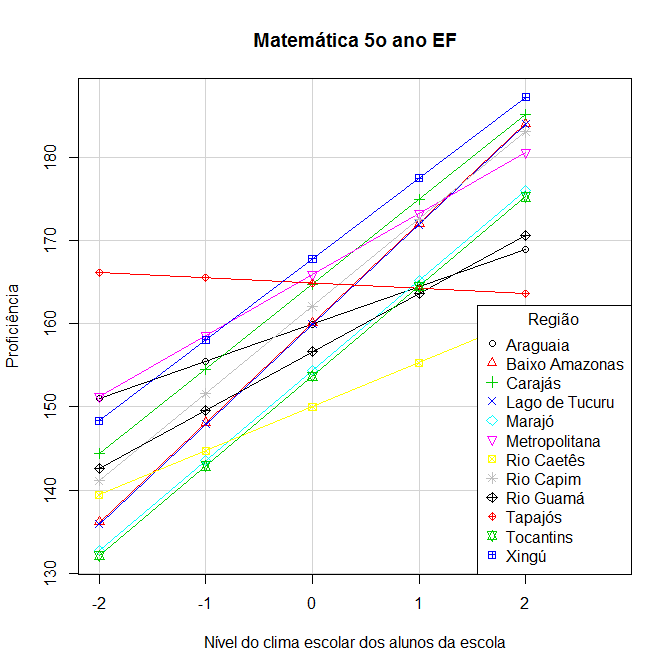 Matemática 5o ano EF
Proficiência
180
170
160
150
140
130
-2
-1
0
1
2
Nível do clima escolar dos alunos da escola
Região
Araguaia
Baixo Amazonas
Carajás
Lago de Tucuru
Marajó
Metropolitana
Rio Caetês
Rio Capim
Rio Guamá
Tapajós
Tocantins
Xingú